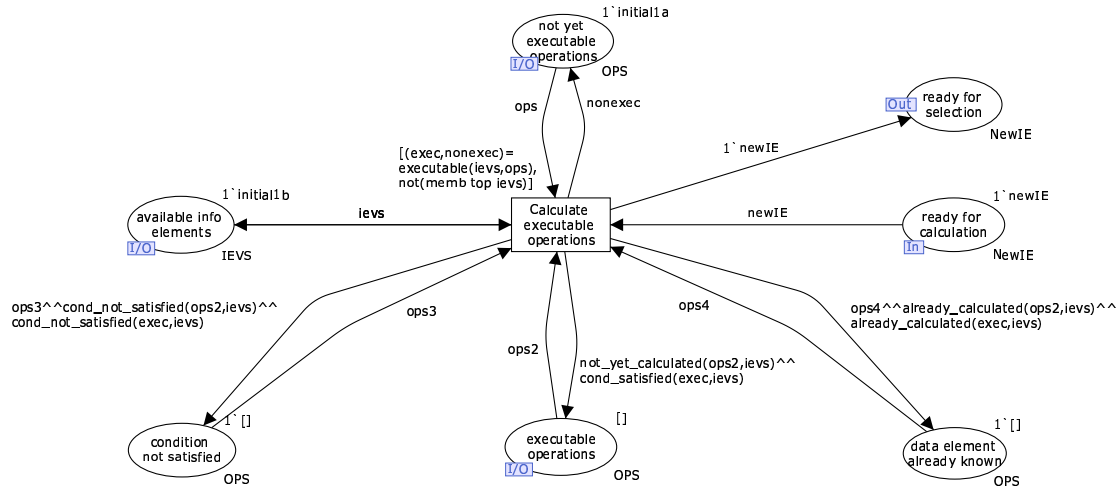 1`initial1a
not yet
executable
operations
I/O
OPS
ops
nonexec
ready for
selection
Out
NewIE
1`newIE
[(exec,nonexec)=
executable(ievs,ops),
not(memb top ievs)]
1`initial1b
available info
elements
I/O
IEVS
ievs
Calculate
executable
operations
newIE
1`newIE
ready for
calculation
In
NewIE
ops3^^cond_not_satisfied(ops2,ievs)^^
cond_not_satisfied(exec,ievs)
ops3
ops2
not_yet_calculated(ops2,ievs)^^
cond_satisfied(exec,ievs)
ops4
ops4^^already_calculated(ops2,ievs)^^
already_calculated(exec,ievs)
1`[]
condition
not satisfied
OPS
[]
executable
operations
I/O
OPS
1`[]
data element
already known
OPS